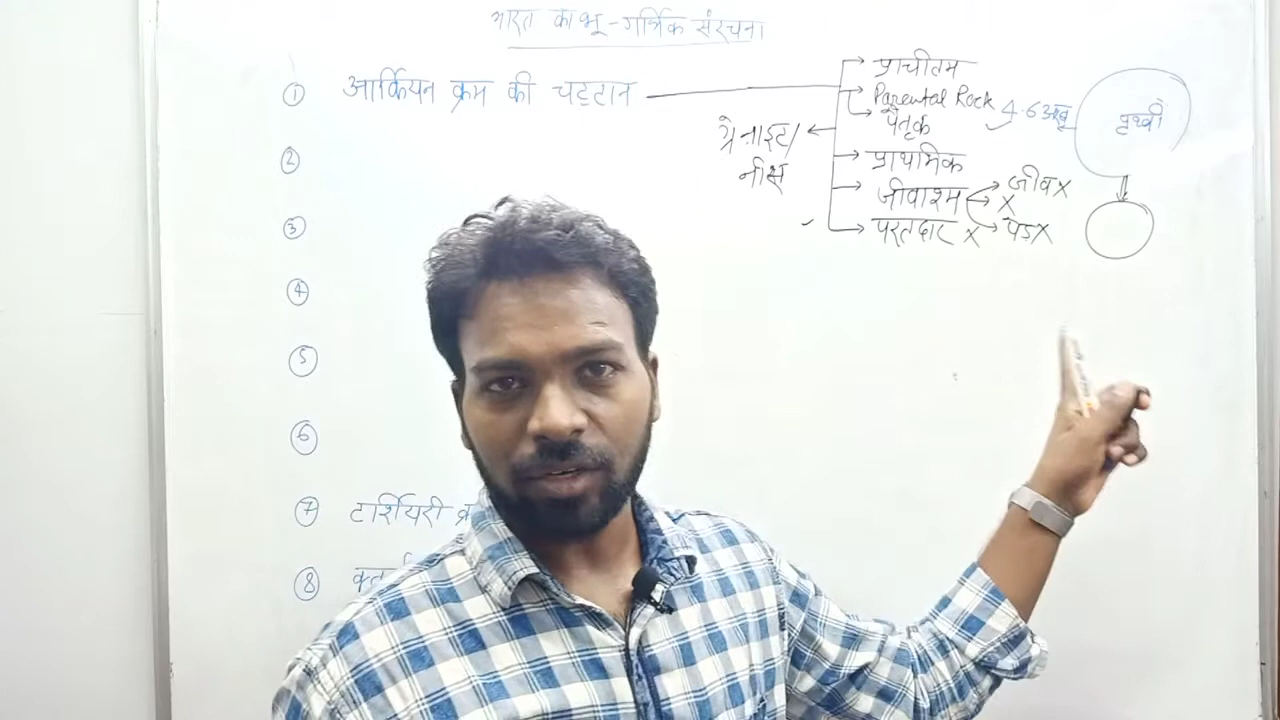 भारत का भू-गर्भिक संरचना
① आर्कियन क्रम की चट्टान
→ प्राचीतम
→ Parental Rock
→ पैतृक
4.6 अरब
पृथ्वी
ग्रेनाइट/
नीस
→ प्राथमिक
→ जीवाश्म X
→ जीव X
→ पेड़ X
→ परतदार X
②
③
④
⑤
⑥
⑦ टर्शियरी
⑧